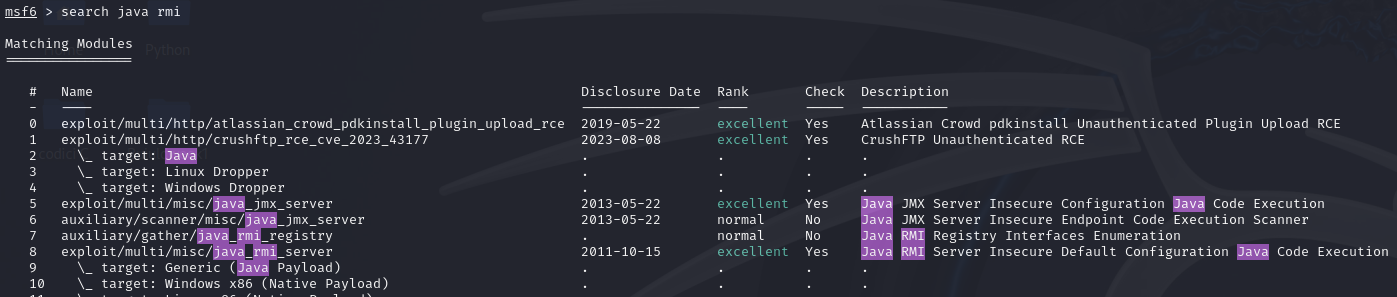 msf6 > search java rmi
Matching Modules
================
#   Name   Disclosure Date   Rank   Check   Description
-   ----   ---------------   ----   -----   -----------
0   exploit/multi/http/atlassian_crowd_pdkinstall_plugin_upload_rce   2019-05-22   excellent   Yes   Atlassian Crowd pdkinstall Unauthenticated Plugin Upload RCE
1   exploit/multi/http/crushftp_rce_cve_2023_43177   2023-08-08   excellent   Yes   CrushFTP Unauthenticated RCE
2     \_ target: Java   .   .   .   .
3     \_ target: Linux Dropper   .   .   .   .
4     \_ target: Windows Dropper   .   .   .   .
5   exploit/multi/misc/java_jmx_server   2013-05-22   excellent   Yes   Java JMX Server Insecure Configuration Java Code Execution
6   auxiliary/scanner/misc/java_jmx_server   2013-05-22   normal   No   Java JMX Server Insecure Endpoint Code Execution Scanner
7   auxiliary/gather/java_rmi_registry   .   normal   No   Java RMI Registry Interfaces Enumeration
8   exploit/multi/misc/java_rmi_server   2011-10-15   excellent   Yes   Java RMI Server Insecure Default Configuration Java Code Execution
9     \_ target: Generic (Java Payload)   .   .   .   .
10     \_ target: Windows x86 (Native Payload)   .   .   .   .